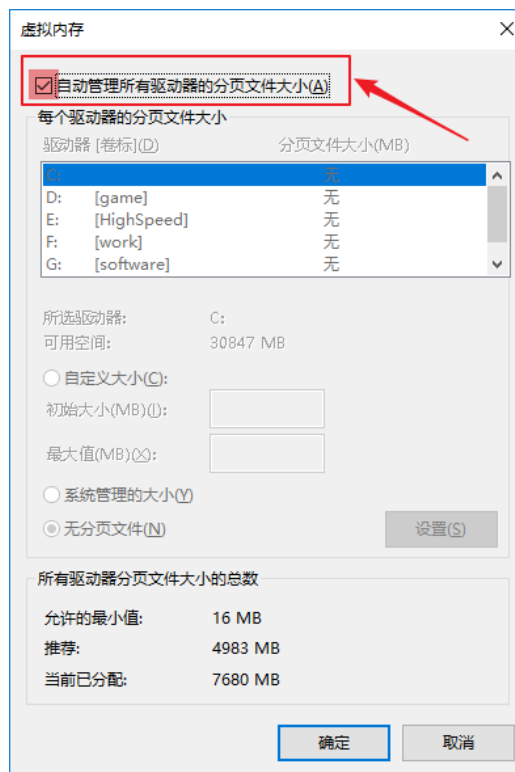 虚拟内存
自动管理所有驱动器的分页文件大小(A)
每个驱动器的分页文件大小
驱动器 [卷标](D) 分页文件大小(MB)
C: 无
D: [game] 无
E: [HighSpeed] 无
F: [work] 无
G: [software] 无
所选驱动器: C:
可用空间: 30847 MB
自定义大小(C):
初始大小(MB)(I):
最大值(MB)(X):
系统管理的大小(Y)
无分页文件(N) 设置(S)
所有驱动器分页文件大小的总数
允许的最小值: 16 MB
推荐: 4983 MB
当前已分配: 7680 MB
确定 取消